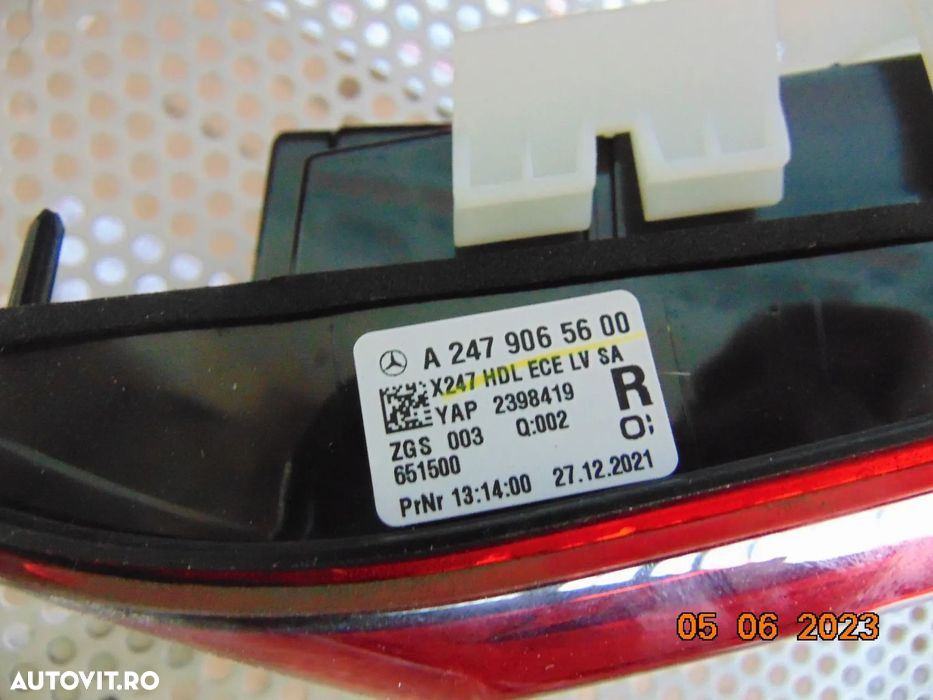 A 247 906 56 00
X247 HDL ECE LV SA
YAP 2398419
R
ZGS 003 Q:002
O;
651500
PrNr 13:14:00 27.12.2021
05 06 2023
AUTOVIT.RO